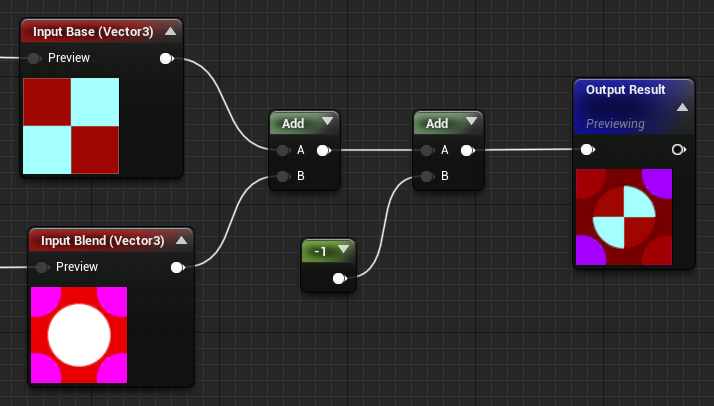 Input Base (Vector3)
Preview
Input Blend (Vector3)
Preview
Add
A
B
-1
Add
A
B
Output Result
Previewing